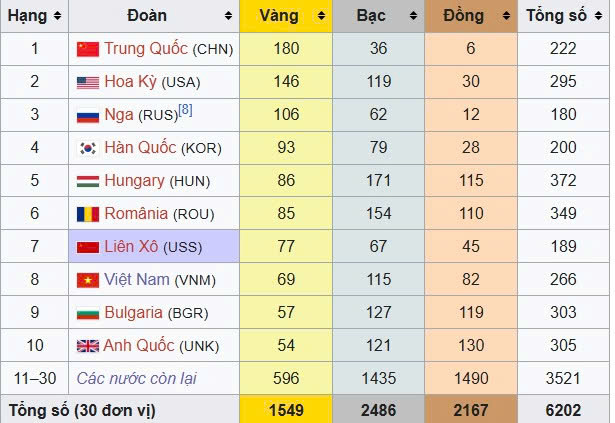 Hạng Đoàn Vàng Bạc Đồng Tổng số
1 Trung Quốc (CHN) 180 36 6 222
2 Hoa Kỳ (USA) 146 119 30 295
3 Nga (RUS)[8] 106 62 12 180
4 Hàn Quốc (KOR) 93 79 28 200
5 Hungary (HUN) 86 171 115 372
6 România (ROU) 85 154 110 349
7 Liên Xô (USS) 77 67 45 189
8 Việt Nam (VNM) 69 115 82 266
9 Bulgaria (BGR) 57 127 119 303
10 Anh Quốc (UNK) 54 121 130 305
11–30 Các nước còn lại 596 1435 1490 3521
Tổng số (30 đơn vị) 1549 2486 2167 6202